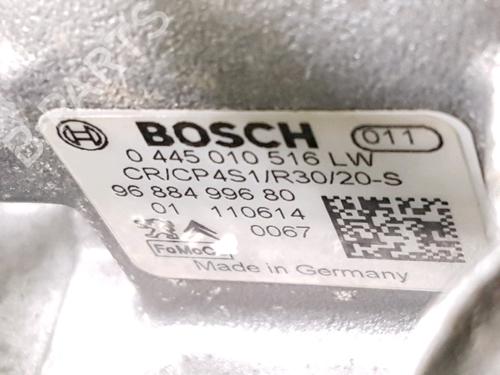 BOSCH 011
0 445 010 516 LW
CR/CP4S1/R30/20-S
96 884 996 80
01 110614
0067
FoMoCo
Made in Germany